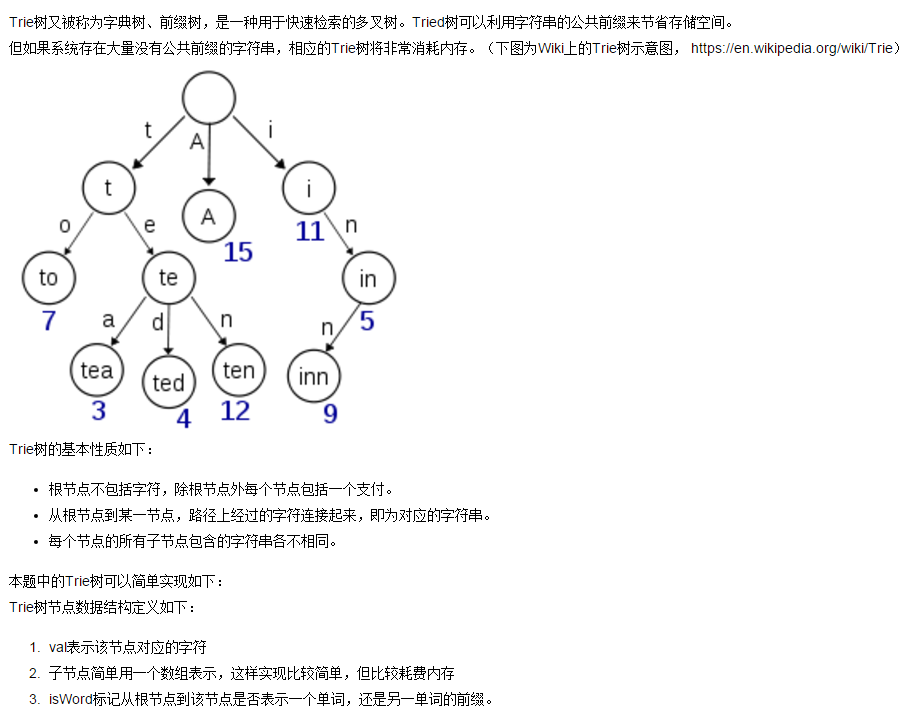 Trie树又被称为字典树、前缀树，是一种用于快速检索的多叉树。Tried树可以利用字符串的公共前缀来节省存储空间。
但如果系统存在大量没有公共前缀的字符串，相应的Trie树将非常消耗内存。（下图为Wiki上的Trie树示意图， https://en.wikipedia.org/wiki/Trie）
t A i
t A i
15 11
o e n
to te in
7 5
a d n n
tea ted ten inn
3 4 12 9
Trie树的基本性质如下：
• 根节点不包括字符，除根节点外每个节点包括一个支付。
• 从根节点到某一节点，路径上经过的字符连接起来，即为对应的字符串。
• 每个节点的所有子节点包含的字符串各不相同。
本题中的Trie树可以简单实现如下：
Trie树节点数据结构定义如下：
1. val表示该节点对应的字符
2. 子节点简单用一个数组表示，这样实现比较简单，但比较耗费内存
3. isWord标记从根节点到该节点是否表示一个单词，还是另一单词的前缀。